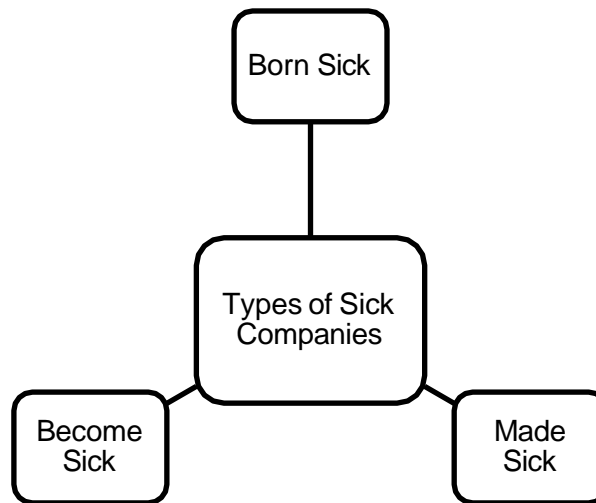 Born Sick
Types of Sick
Companies
Become
Sick
Made
Sick